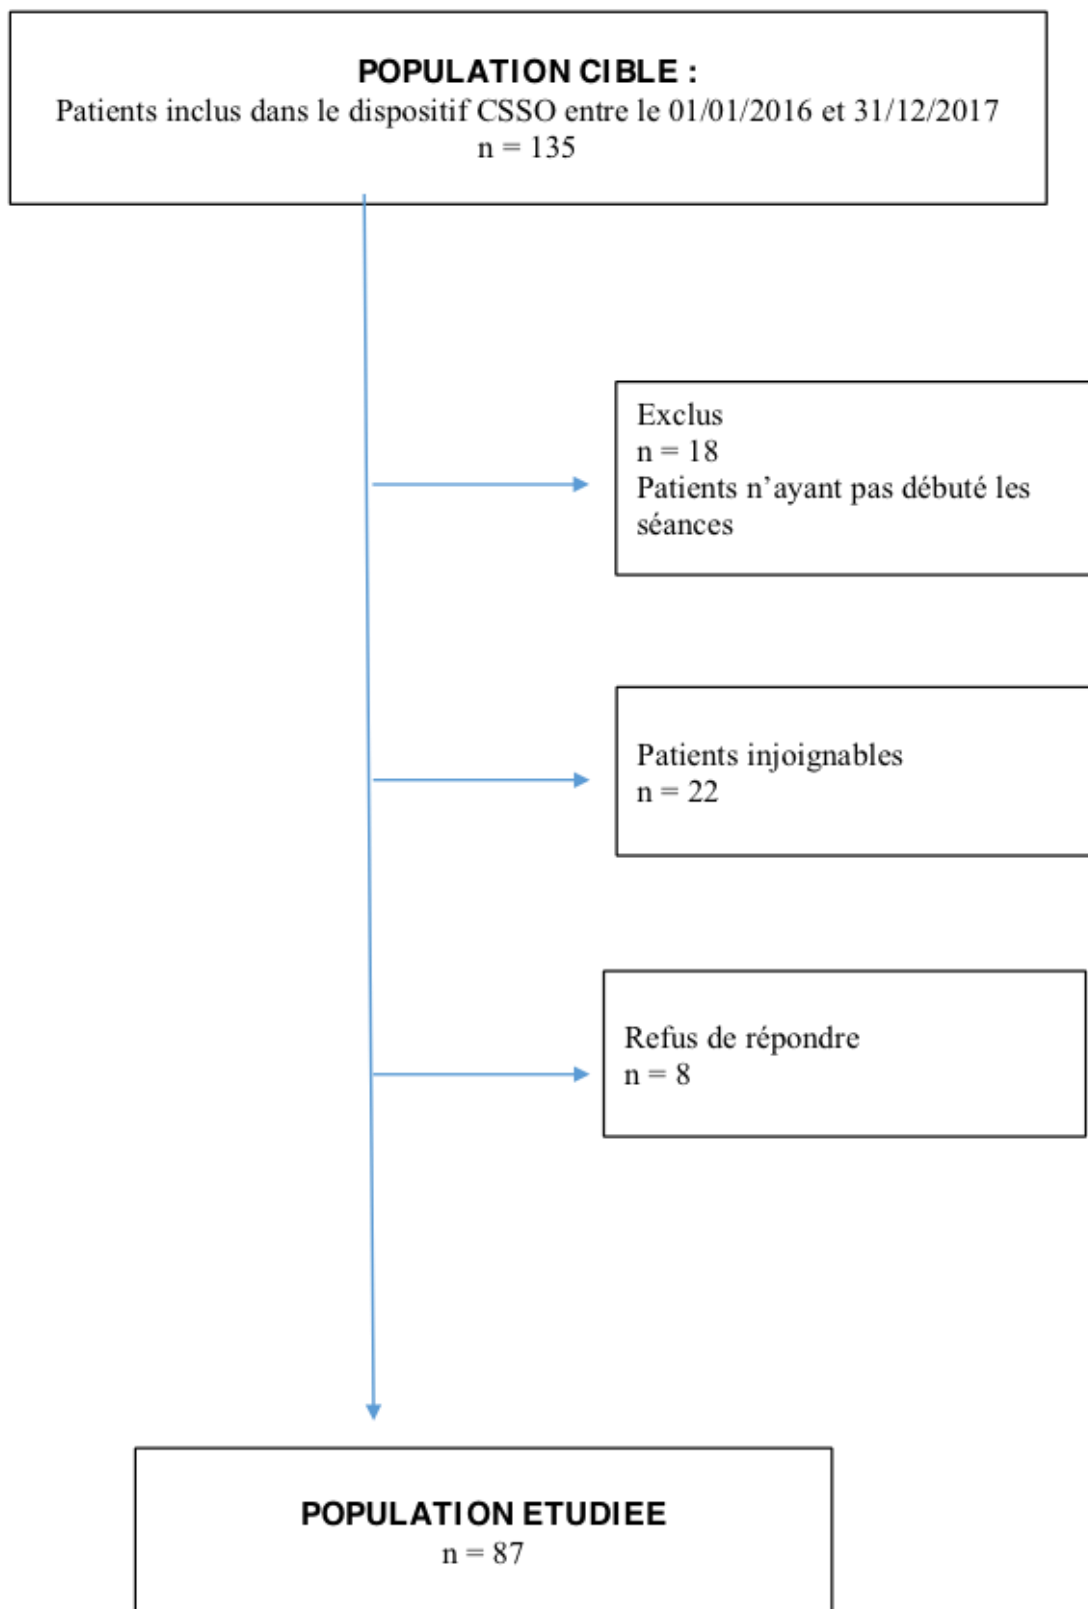 POPULATION CIBLE :
Patients inclus dans le dispositif CSSO entre le 01/01/2016 et 31/12/2017
n = 135
Exclus
n = 18
Patients n’ayant pas débuté les
séances
Patients injoignables
n = 22
Refus de répondre
n = 8
POPULATION ETUDIEE
n = 87